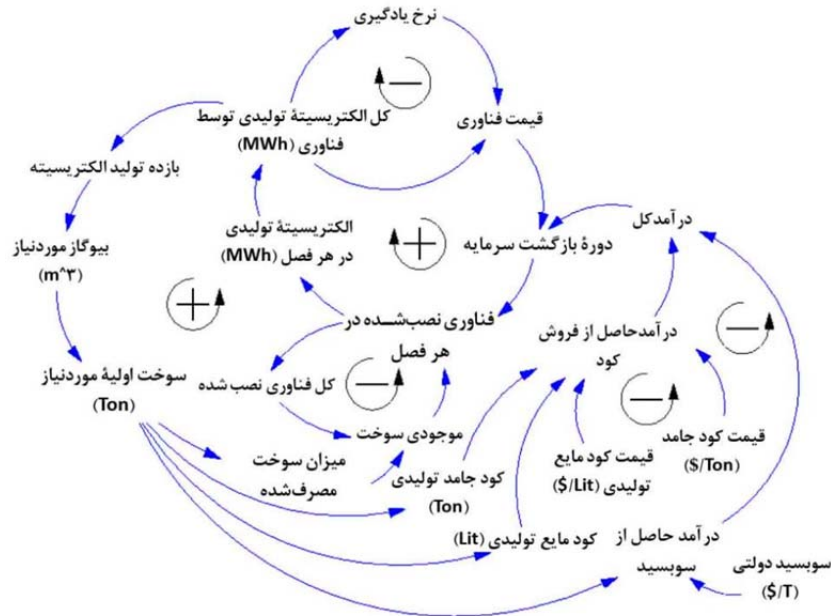 نرخ یادگیری
کل الکتریسیتهٔ تولیدی توسط
فناوری (MWh)
قیمت فناوری
بازده تولید الکتریسیته
الکتریسیتهٔ تولیدی
در هر فصل (MWh)
دورهٔ بازگشت سرمایه
درآمدکل
بیوگاز موردنیاز
(m^۳)
فناوری نصب‌شده در
هر فصل
درآمدحاصل از فروش
کود
سوخت اولیهٔ موردنیاز
(Ton)
کل فناوری نصب شده
موجودی سوخت
میزان سوخت
مصرف‌شده
کود جامد تولیدی
(Ton)
قیمت کود مایع
تولیدی (Lit/$)
قیمت کود جامد
(Ton/$)
کود مایع تولیدی (Lit)
درآمد حاصل از
سوبسید
سوبسید دولتی
($/T)